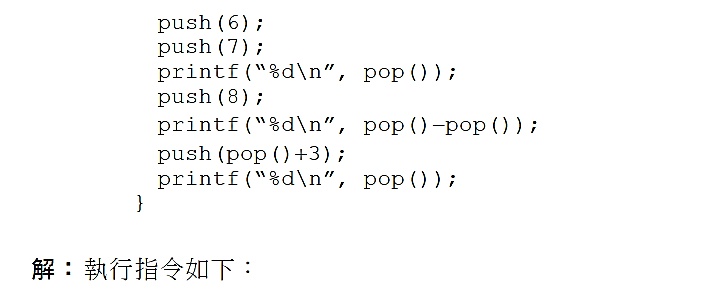 push(6);
push(7);
printf(“%d\n”, pop());
push(8);
printf(“%d\n”, pop()–pop());
push(pop()+3);
printf(“%d\n”, pop());
}
解：執行指令如下：